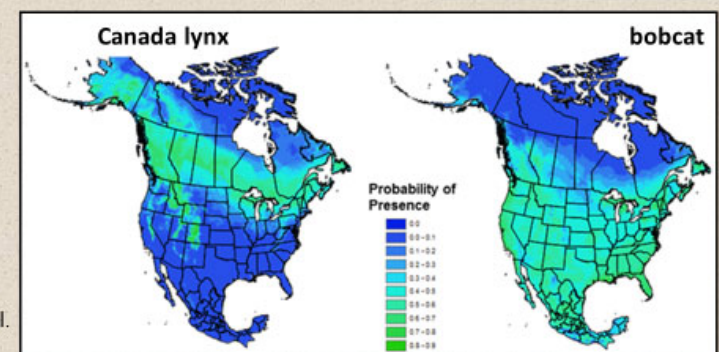 Canada lynx
bobcat
Probability of
Presence
0.0
0.0 - 0.1
0.1 - 0.2
0.2 - 0.3
0.3 - 0.4
0.4 - 0.5
0.5 - 0.6
0.6 - 0.7
0.7 - 0.8
0.8 - 0.9
l.